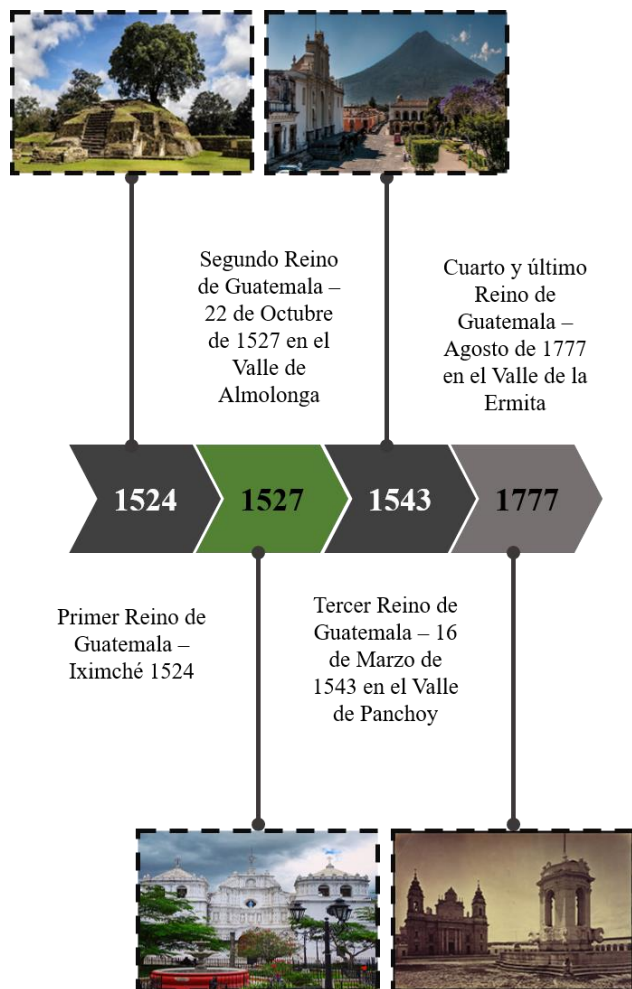 Segundo Reino
de Guatemala –
22 de Octubre
de 1527 en el
Valle de
Almolonga
Cuarto y último
Reino de
Guatemala –
Agosto de 1777
en el Valle de la
Ermita
1524
1527
1543
1777
Primer Reino de
Guatemala –
Iximché 1524
Tercer Reino de
Guatemala – 16
de Marzo de
1543 en el Valle
de Panchoy